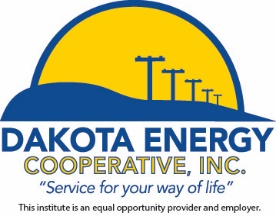 DAKOTA ENERGY
COOPERATIVE, INC.
"Service for your way of life"
This institute is an equal opportunity provider and employer.